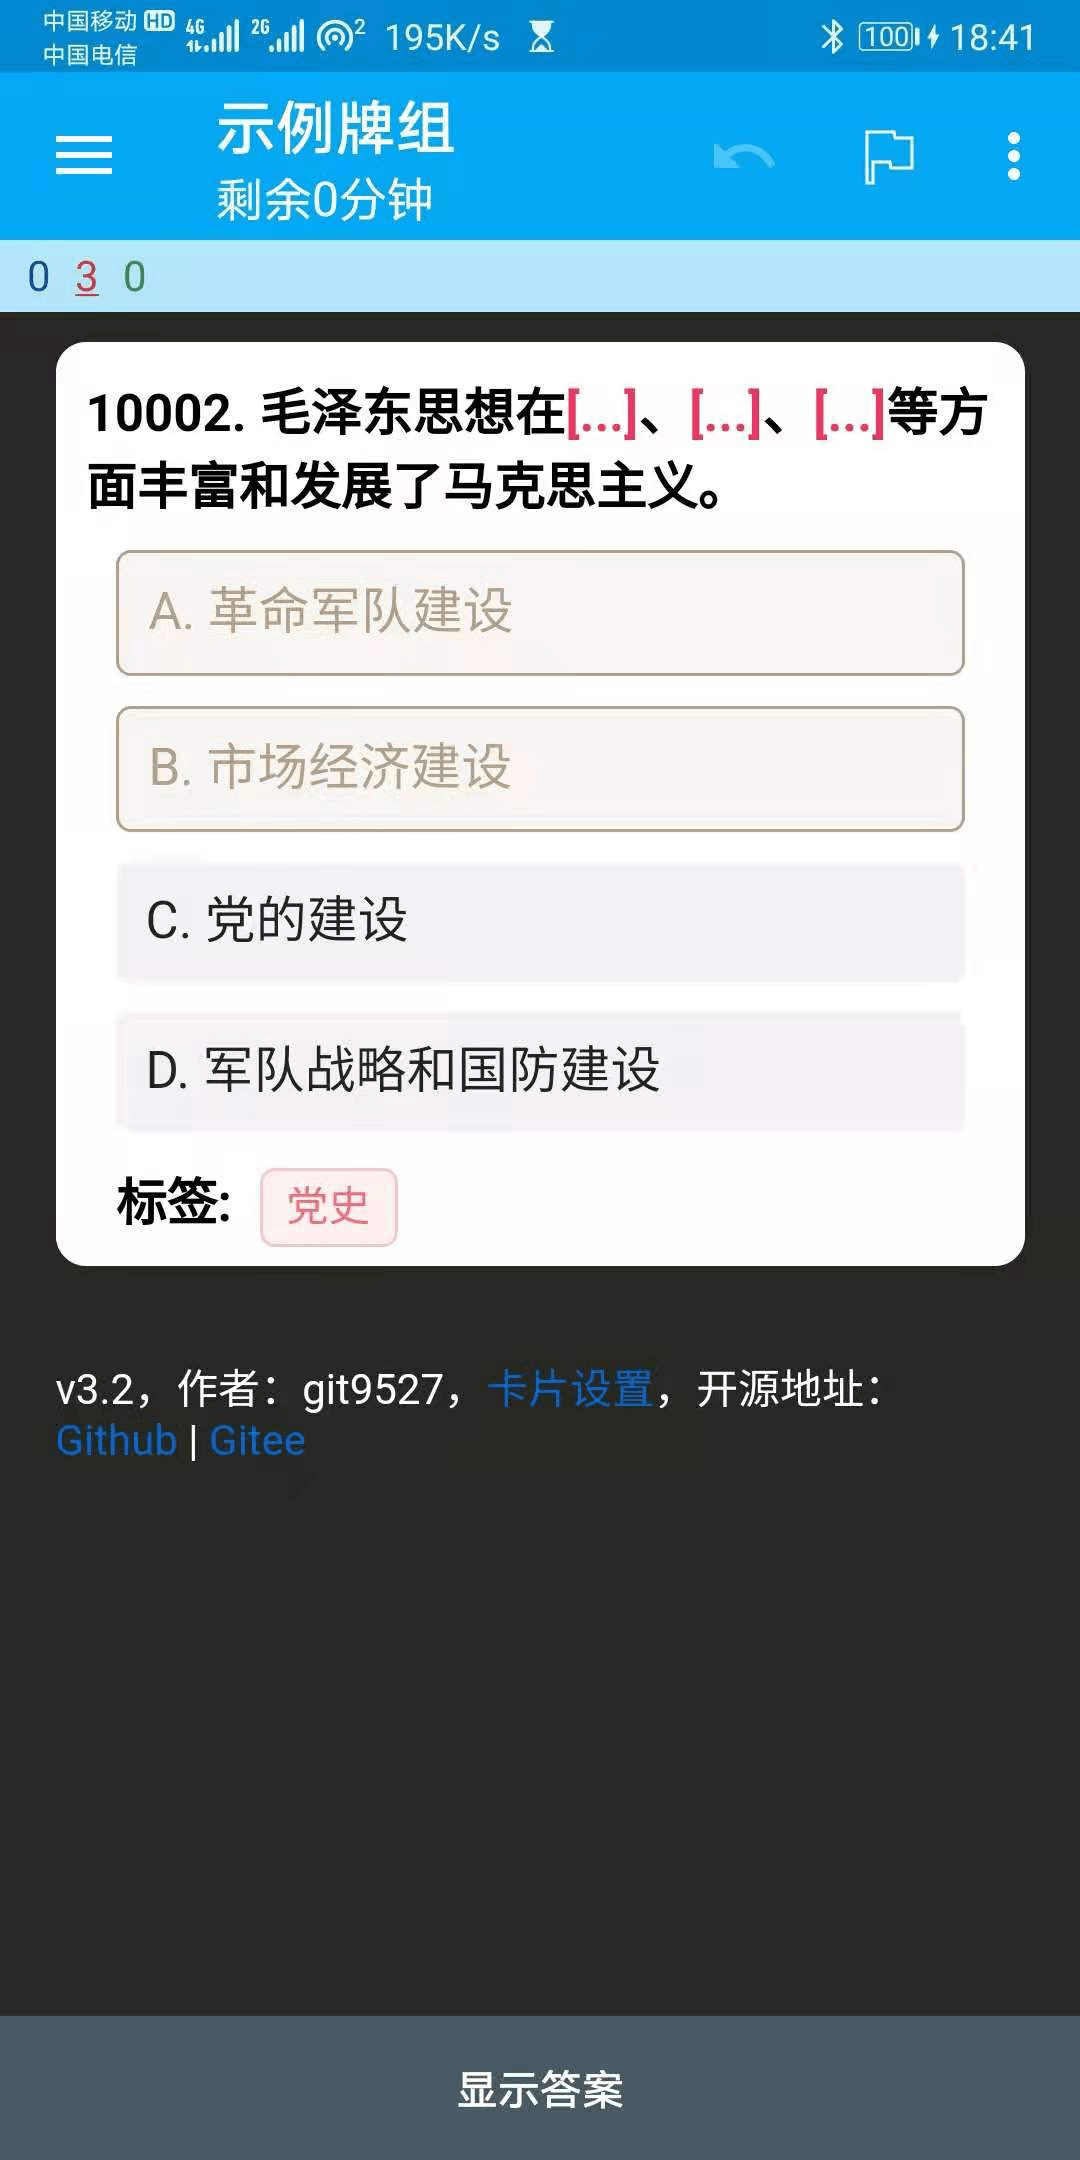 中国移动 HD 4G 2G 2 195K/s 100 18:41
中国电信
示例牌组
剩余0分钟
0 3 0
10002. 毛泽东思想在[...]、[...]、[...]等方
面丰富和发展了马克思主义。
A. 革命军队建设
B. 市场经济建设
C. 党的建设
D. 军队战略和国防建设
标签: 党史
v3.2，作者：git9527，卡片设置，开源地址：
Github | Gitee
显示答案